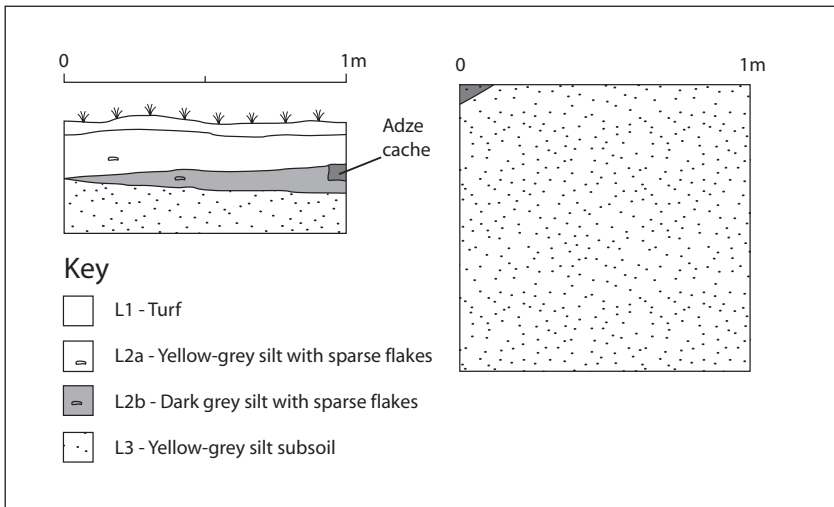 0 1m
0 1m
Adze
cache
Key
L1 - Turf
L2a - Yellow-grey silt with sparse flakes
L2b - Dark grey silt with sparse flakes
L3 - Yellow-grey silt subsoil